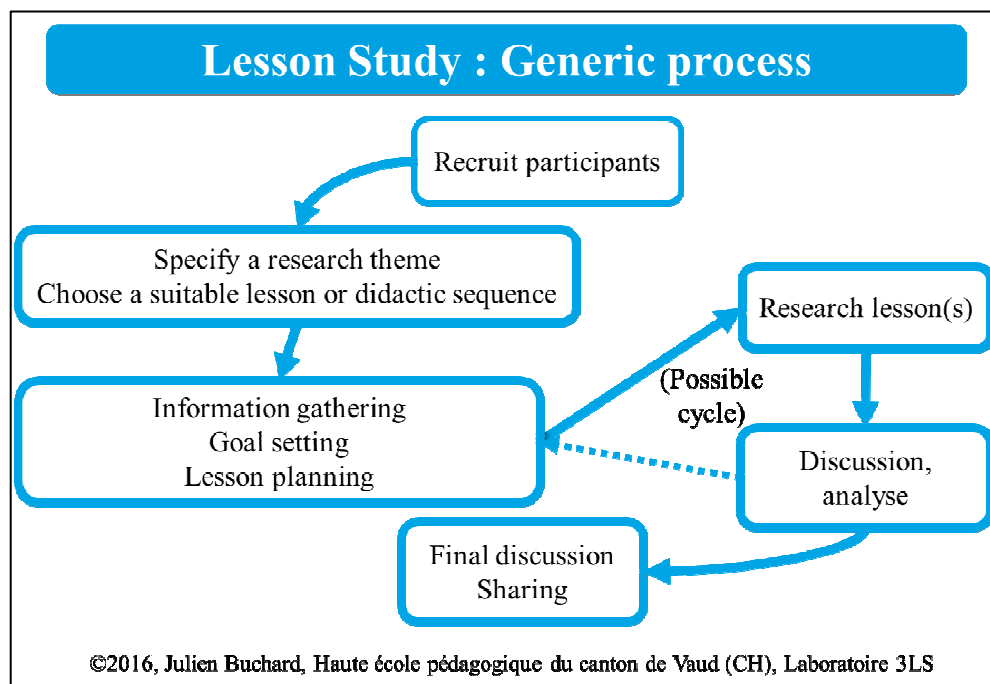 Lesson Study : Generic process
Recruit participants
Specify a research theme
Choose a suitable lesson or didactic sequence
Information gathering
Goal setting
Lesson planning
(Possible
cycle)
Research lesson(s)
Discussion,
analyse
Final discussion
Sharing
©2016, Julien Buchard, Haute école pédagogique du canton de Vaud (CH), Laboratoire 3LS